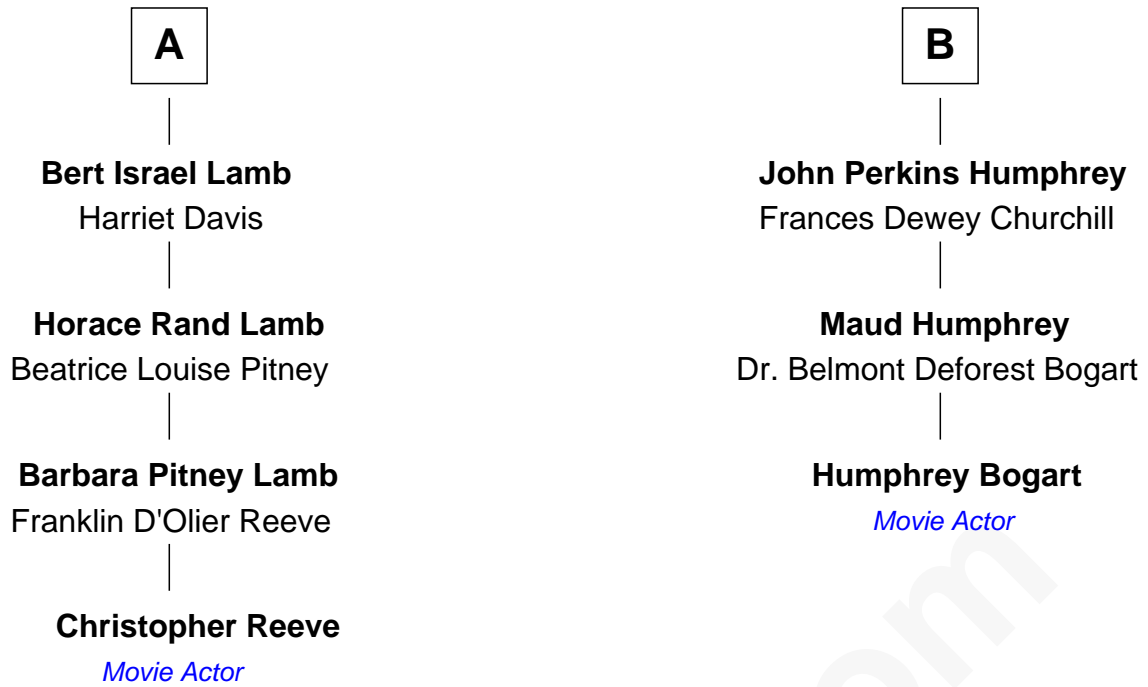 A
Bert Israel Lamb
Harriet Davis
Horace Rand Lamb
Beatrice Louise Pitney
Barbara Pitney Lamb
Franklin D'Olier Reeve
Christopher Reeve
Movie Actor
B
John Perkins Humphrey
Frances Dewey Churchill
Maud Humphrey
Dr. Belmont Deforest Bogart
Humphrey Bogart
Movie Actor
om